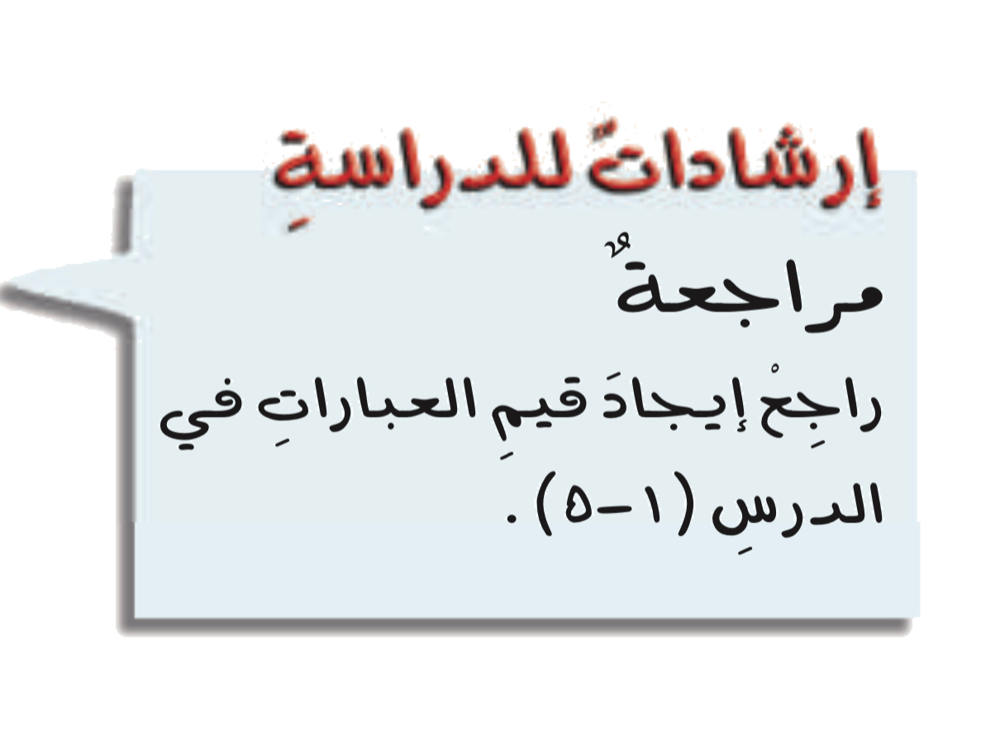 إرشاداتٌ للدراسةِ
مراجعةٌ
راجِعْ إيجادَ قيمِ العباراتِ في
الدرسِ (١-٥).